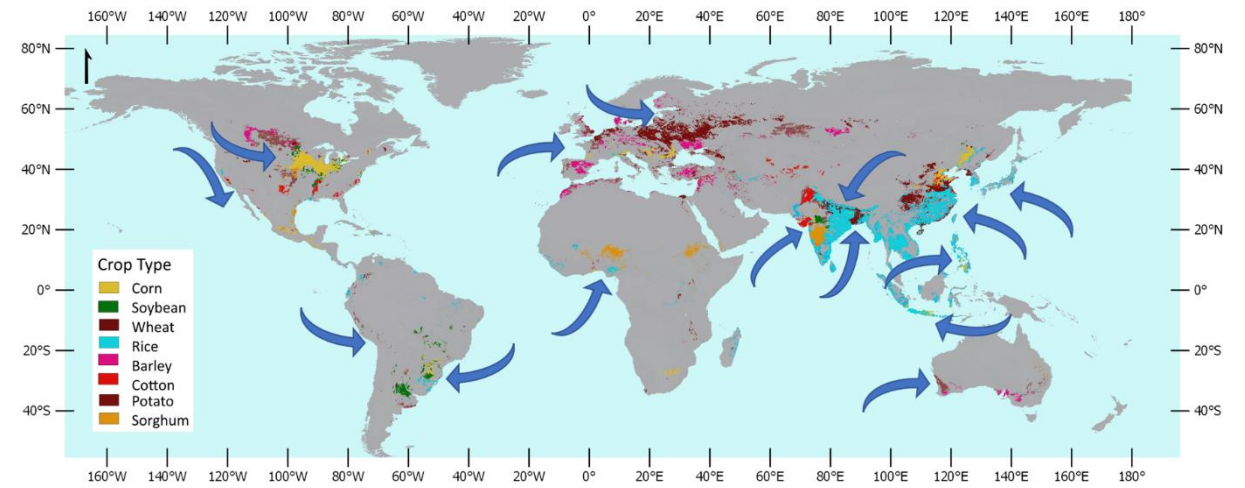 160°W 140°W 120°W 100°W 80°W 60°W 40°W 20°W 0° 20°E 40°E 60°E 80°E 100°E 120°E 140°E 160°E 180°
80°N 80°N
60°N 60°N
40°N 40°N
20°N 20°N
0° 0°
20°S 20°S
40°S 40°S
Crop Type
Corn
Soybean
Wheat
Rice
Barley
Cotton
Potato
Sorghum
160°W 140°W 120°W 100°W 80°W 60°W 40°W 20°W 0° 20°E 40°E 60°E 80°E 100°E 120°E 140°E 160°E 180°